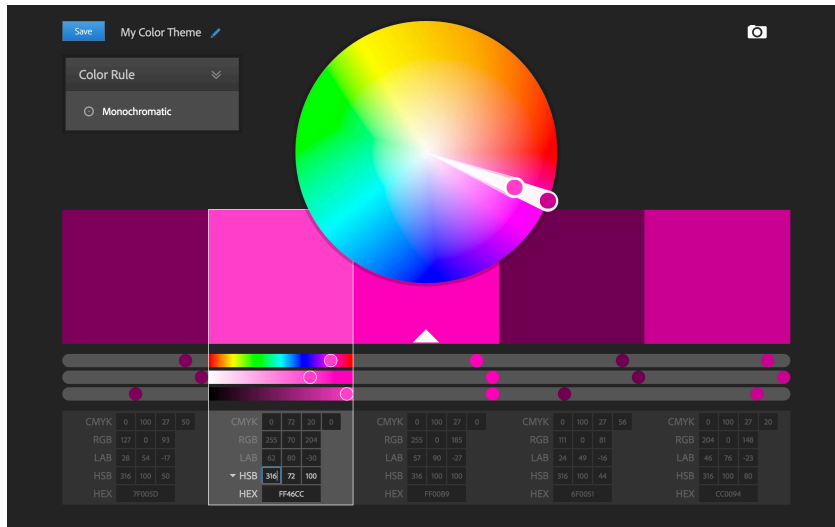 Save My Color Theme
Color Rule
Monochromatic
CMYK 0 100 27 50
RGB 127 0 93
LAB 28 54 -17
HSB 316 100 50
HEX 7F005D
CMYK 0 72 20 0
RGB 255 70 204
LAB 62 80 -30
HSB 316 72 100
HEX FF46CC
CMYK 0 100 27 0
RGB 255 0 185
LAB 57 90 -27
HSB 316 100 100
HEX FF00B9
CMYK 0 100 27 56
RGB 111 0 81
LAB 24 49 -16
HSB 316 100 44
HEX 6F0051
CMYK 0 100 27 20
RGB 204 0 148
LAB 46 76 -23
HSB 316 100 80
HEX CC0094